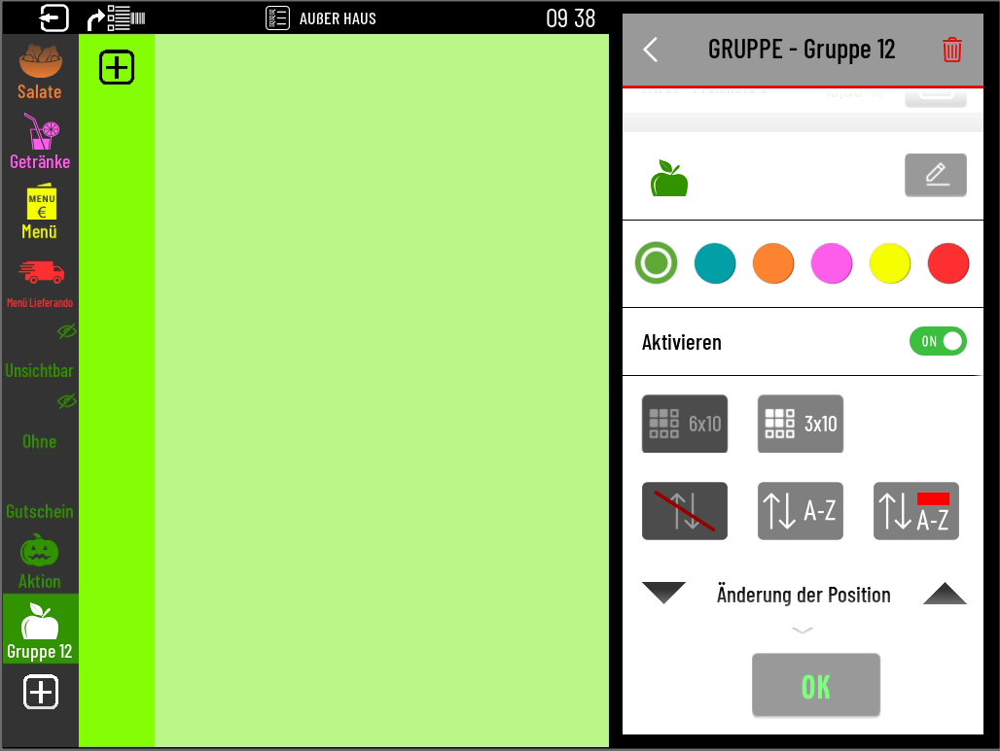 AUßER HAUS
09 38
Salate
Getränke
MENU
€
Menü
Menü Lieferando
Unsichtbar
Ohne
Gutschein
Aktion
Gruppe 12
GRUPPE - Gruppe 12
Aktivieren
ON
6x10
3x10
A-Z
A-Z
Änderung der Position
OK